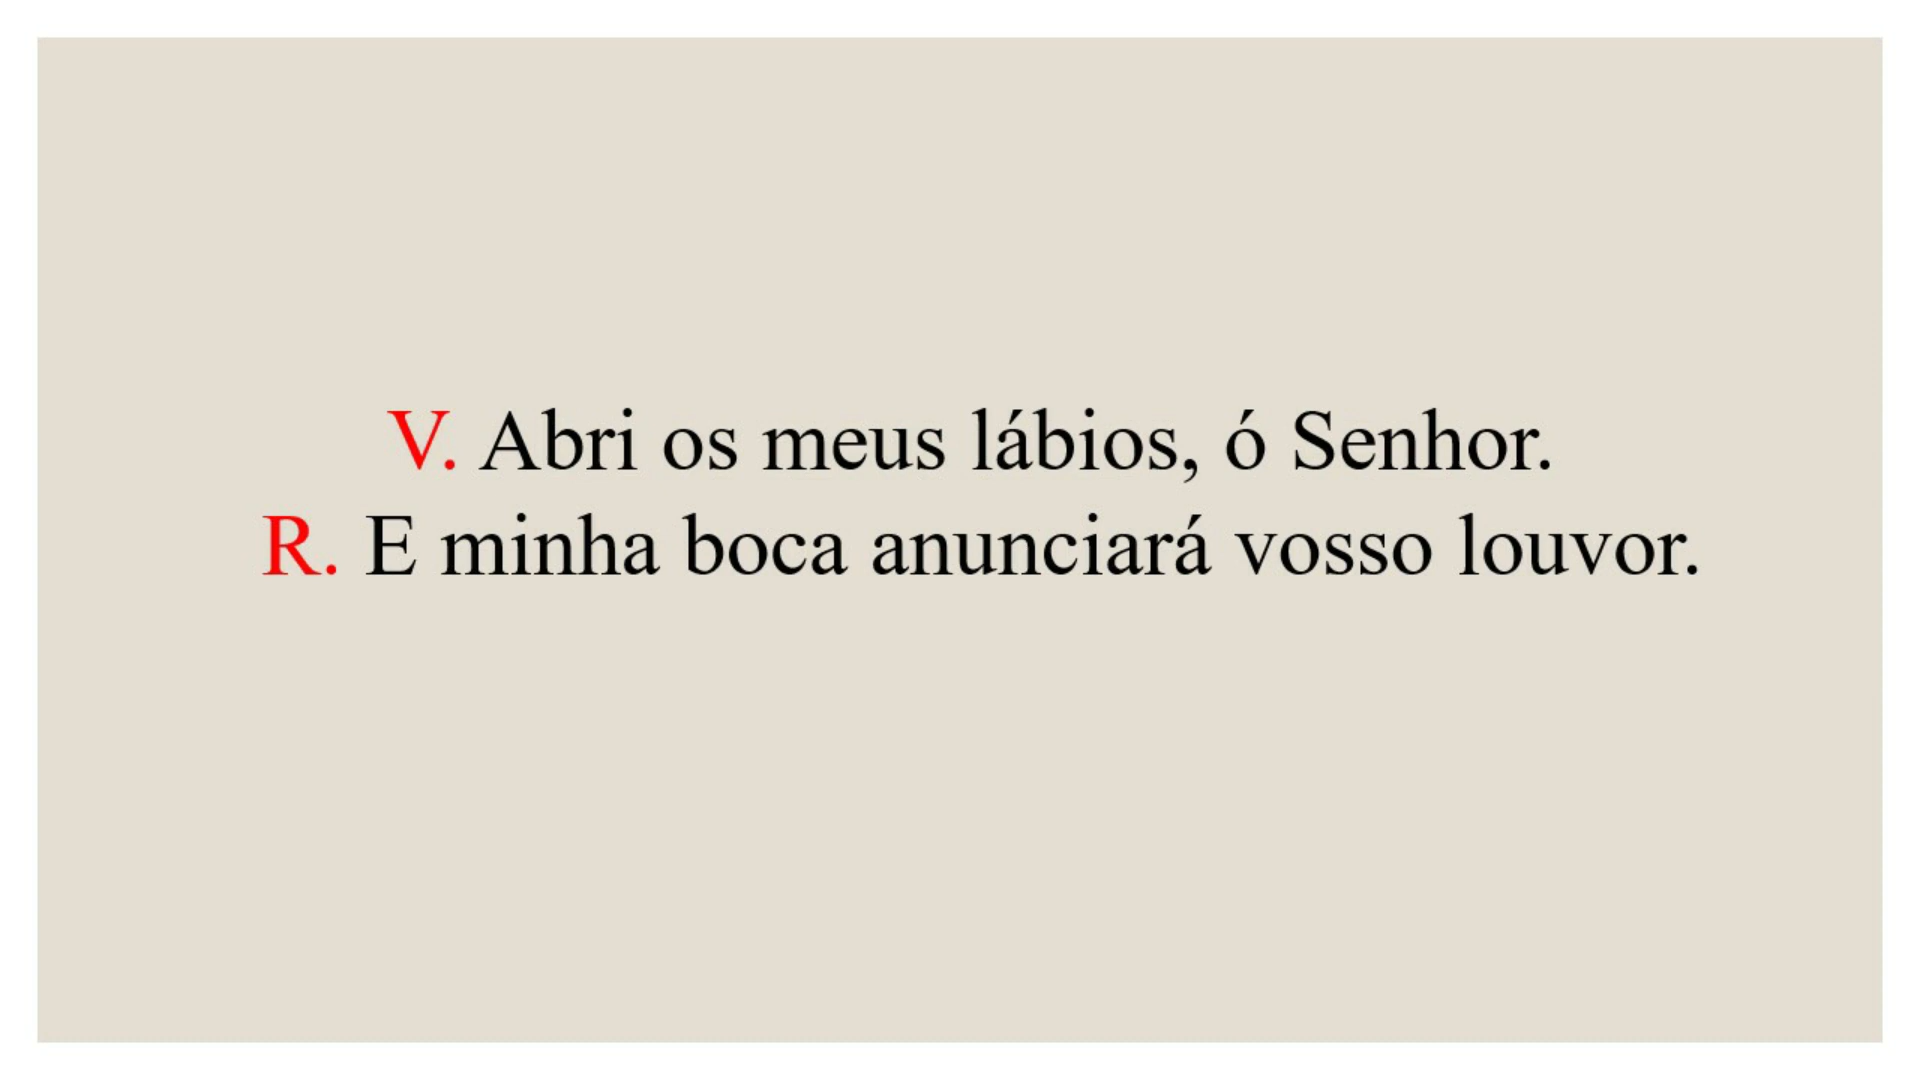 V. Abri os meus lábios, ó Senhor.
R. E minha boca anunciará vosso louvor.